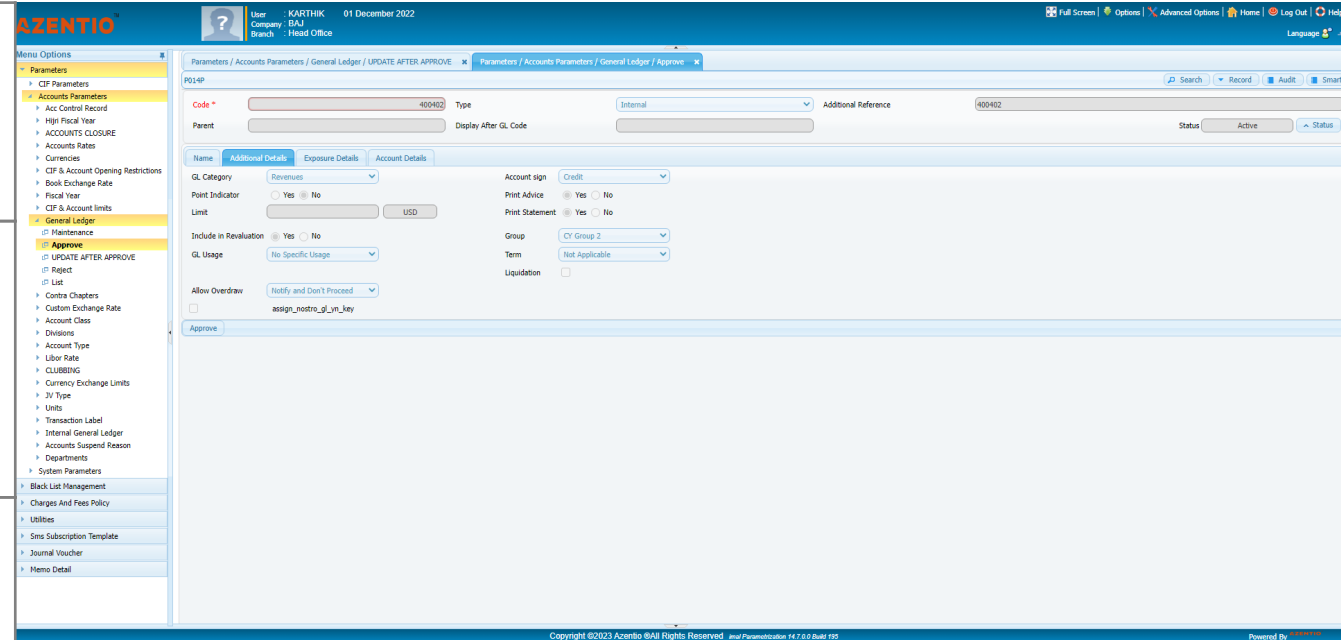 AZENTIO
User : KARTHIK 01 December 2022
Company : BAJ
Branch : Head Office
Full Screen | Options | Advanced Options | Home | Log Out | Help
Language
Menu Options
Parameters
CIF Parameters
Accounts Parameters
Acc Control Record
Hijri Fiscal Year
ACCOUNTS CLOSURE
Accounts Rates
Currencies
CIF & Account Opening Restrictions
Book Exchange Rate
Fiscal Year
CIF & Account limits
General Ledger
Maintenance
Approve
UPDATE AFTER APPROVE
Reject
List
Contra Chapters
Custom Exchange Rate
Account Class
Divisions
Account Type
Libor Rate
CLUBBING
Currency Exchange Limits
JV Type
Units
Transaction Label
Internal General Ledger
Accounts Suspend Reason
Departments
System Parameters
Black List Management
Charges And Fees Policy
Utilities
Sms Subscription Template
Journal Voucher
Memo Detail
Parameters / Accounts Parameters / General Ledger / UPDATE AFTER APPROVE Parameters / Accounts Parameters / General Ledger / Approve
P014P Search Record Audit Smart
Code * 400402 Type Internal Additional Reference 400402
Parent Display After GL Code Status Active Status
Name Additional Details Exposure Details Account Details
GL Category Revenues Account sign Credit
Point Indicator Yes No Print Advice Yes No
Limit USD Print Statement Yes No
Include in Revaluation Yes No Group CY Group 2
GL Usage No Specific Usage Term Not Applicable
Liquidation
Allow Overdraw Notify and Don't Proceed
assign_nostro_gl_yn_key
Approve
Copyright ©2023 Azentio ®All Rights Reserved imal Parametrization 14.7.0.0 Build 195 Powered By AZENTIO